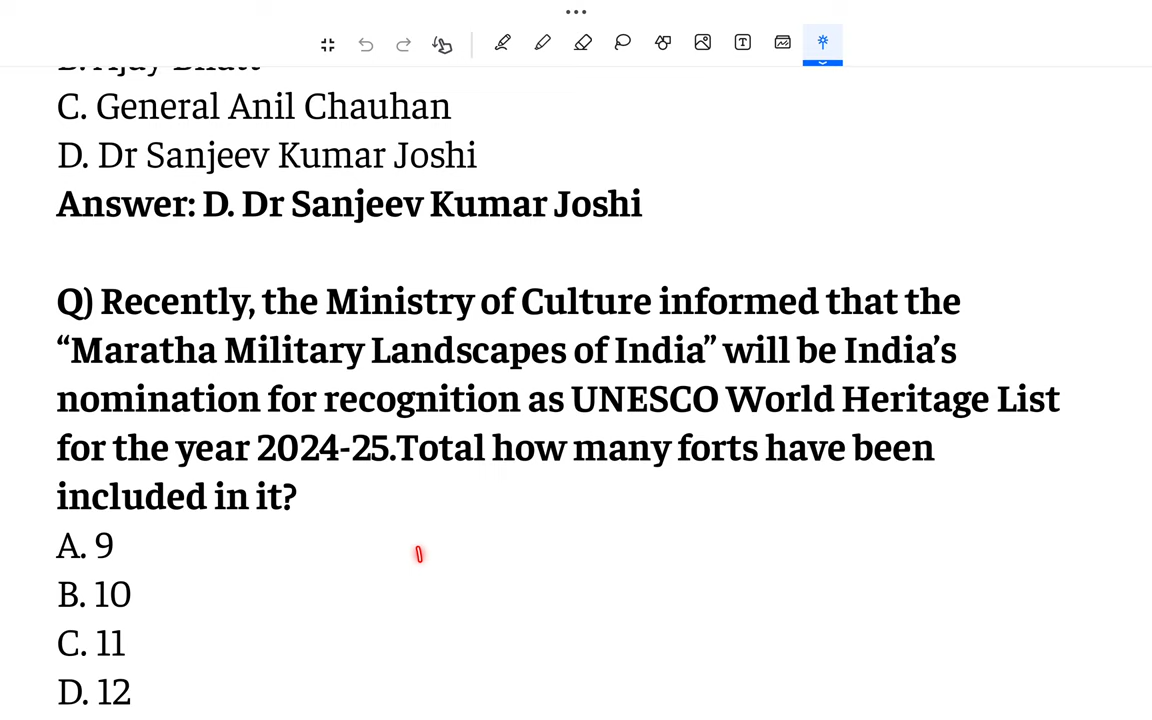 B. Ajay Bhatt
C. General Anil Chauhan
D. Dr Sanjeev Kumar Joshi
Answer: D. Dr Sanjeev Kumar Joshi
Q) Recently, the Ministry of Culture informed that the
“Maratha Military Landscapes of India” will be India’s
nomination for recognition as UNESCO World Heritage List
for the year 2024-25.Total how many forts have been
included in it?
A. 9
B. 10
C. 11
D. 12